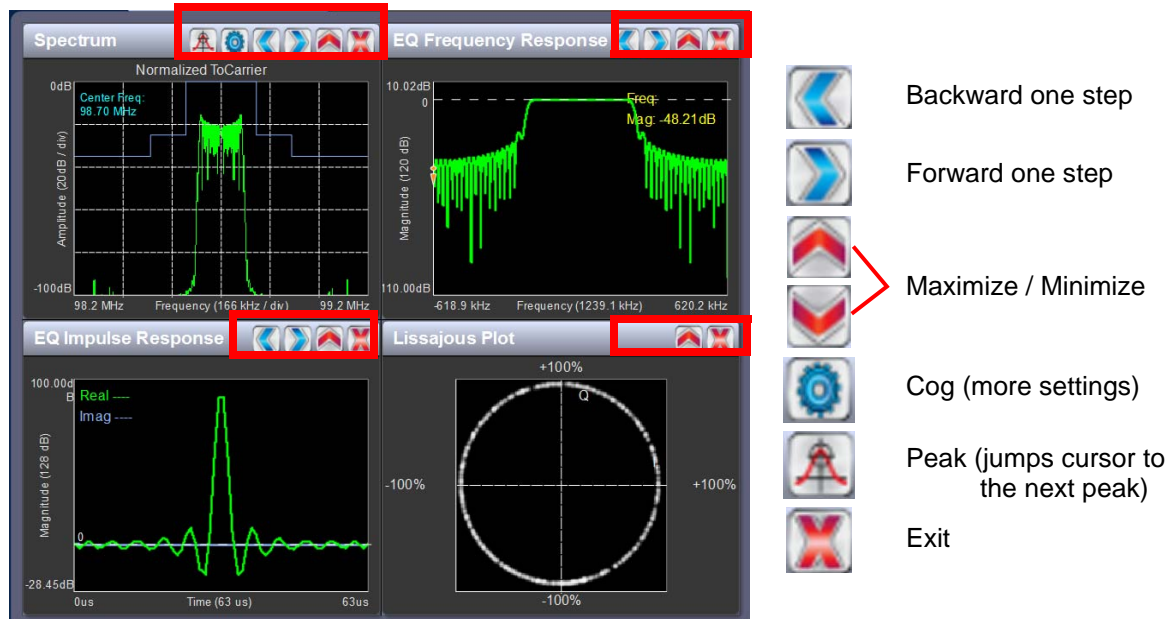 Spectrum
Normalized ToCarrier
0dB
Center Freq:
98.70 MHz
Amplitude (20dB / div)
-100dB
98.2 MHz Frequency (166 kHz / div) 99.2 MHz
EQ Frequency Response
10.02dB
0
Freq:
Mag: -48.21dB
Magnitude (120 dB)
110.00dB
-618.9 kHz Frequency (1239.1 kHz) 620.2 kHz
EQ Impulse Response
100.00d
B
Real ----
Imag ----
Magnitude (128 dB)
0
-28.45dB
0us Time (63 us) 63us
Lissajous Plot
+100%
Q
-100% +100%
-100%
Backward one step
Forward one step
Maximize / Minimize
Cog (more settings)
Peak (jumps cursor to
the next peak)
Exit